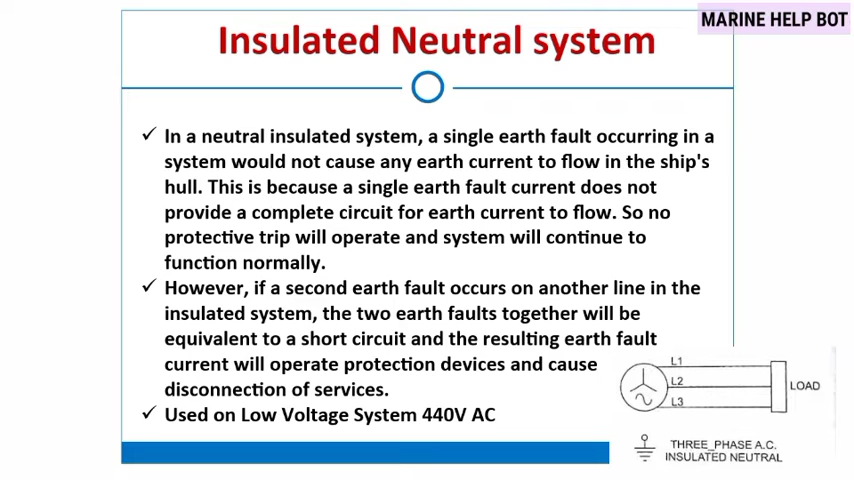 MARINE HELP BOT
Insulated Neutral system
✓ In a neutral insulated system, a single earth fault occurring in a
system would not cause any earth current to flow in the ship's
hull. This is because a single earth fault current does not
provide a complete circuit for earth current to flow. So no
protective trip will operate and system will continue to
function normally.
✓ However, if a second earth fault occurs on another line in the
insulated system, the two earth faults together will be
equivalent to a short circuit and the resulting earth fault
current will operate protection devices and cause
disconnection of services.
✓ Used on Low Voltage System 440V AC
L1
L2
L3
LOAD
THREE_PHASE A.C.
INSULATED NEUTRAL